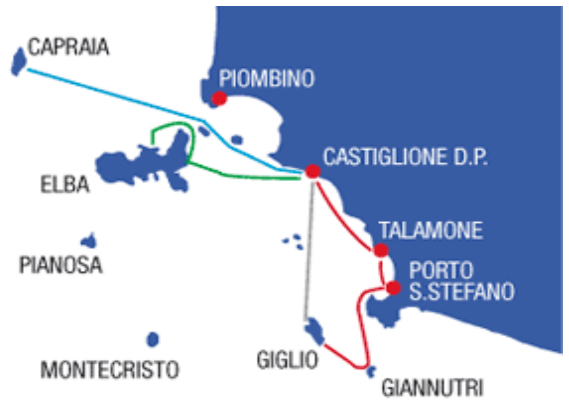 CAPRAIA
PIOMBINO
CASTIGLIONE D.P.
ELBA
TALAMONE
PIANOSA
PORTO
S.STEFANO
GIGLIO
MONTECRISTO
GIANNUTRI